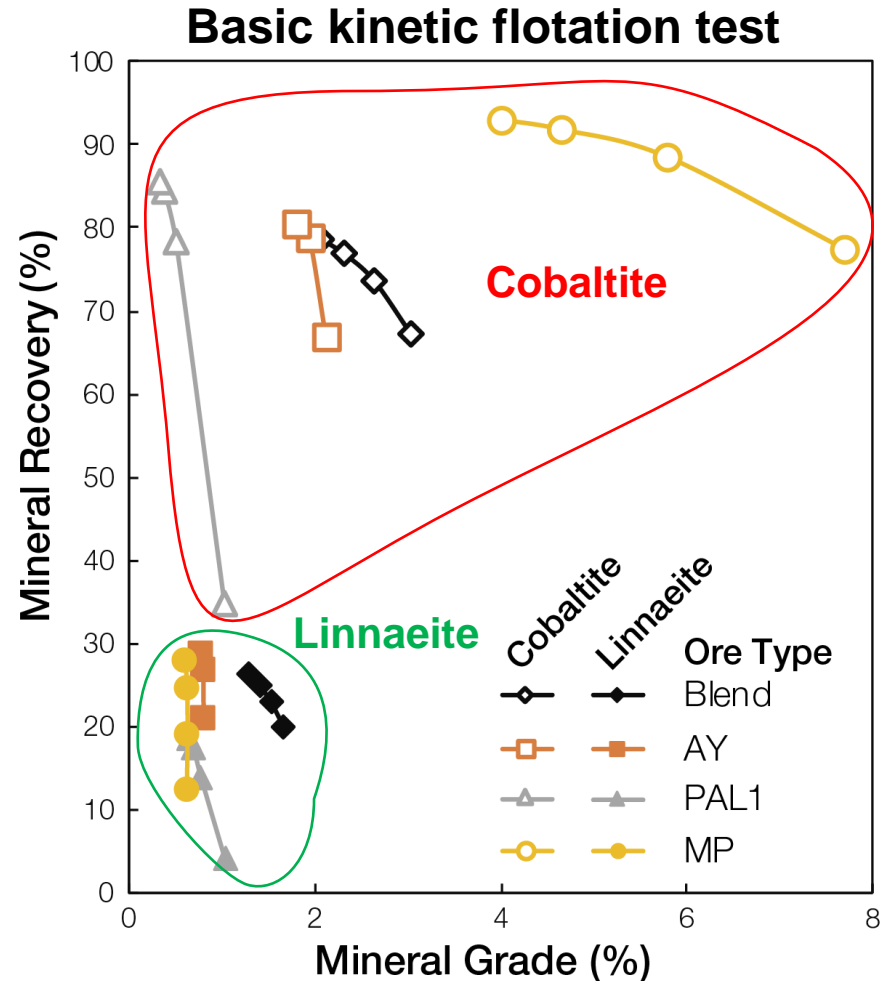 Basic kinetic flotation test
100
90
80
70
60
50
40
30
20
10
0
Mineral Recovery (%)
Cobaltite
Linnaeite
Cobaltite
Linnaeite
Ore Type
Blend
AY
PAL1
MP
0 2 4 6 8
Mineral Grade (%)